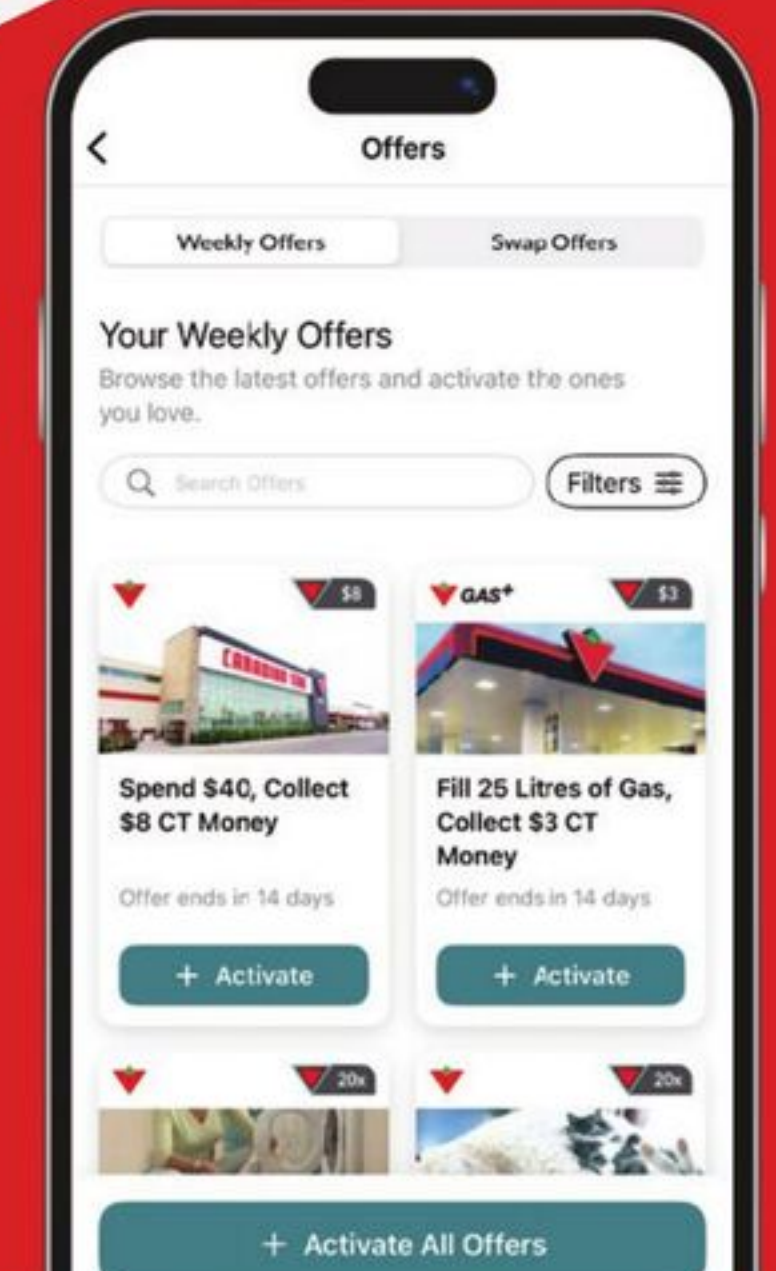 Offers
Weekly Offers
Swap Offers
Your Weekly Offers
Browse the latest offers and activate the ones
you love.
Search Offers
Filters
$8
GAS+
$3
CANADIAN TIRE
Spend $40, Collect
$8 CT Money
Offer ends in 14 days
+ Activate
Fill 25 Litres of Gas,
Collect $3 CT
Money
Offer ends in 14 days
+ Activate
20x
20x
+ Activate All Offers